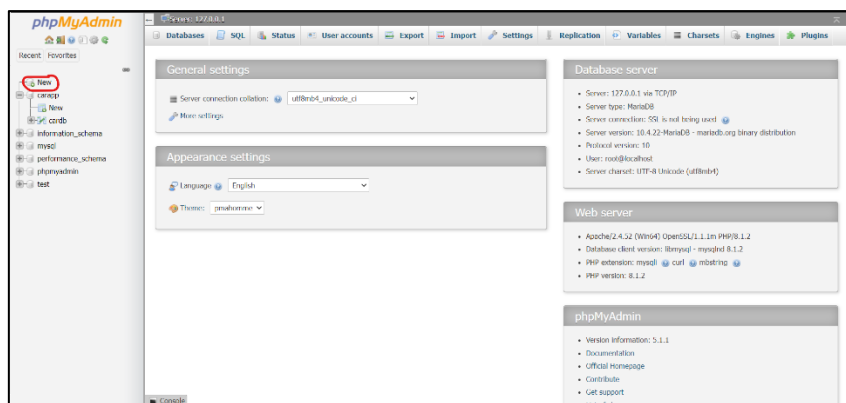 phpMyAdmin
Recent Favorites
New
carapp
New
cardb
information_schema
mysql
performance_schema
phpmyadmin
test
Server: 127.0.0.1
Databases SQL Status User accounts Export Import Settings Replication Variables Charsets Engines Plugins
General settings
Server connection collation: utf8mb4_unicode_ci
More settings
Appearance settings
Language English
Theme: pmahomme
Database server
• Server: 127.0.0.1 via TCP/IP
• Server type: MariaDB
• Server connection: SSL is not being used
• Server version: 10.4.22-MariaDB - mariadb.org binary distribution
• Protocol version: 10
• User: root@localhost
• Server charset: UTF-8 Unicode (utf8mb4)
Web server
• Apache/2.4.52 (Win64) OpenSSL/1.1.1m PHP/8.1.2
• Database client version: libmysql - mysqlnd 8.1.2
• PHP extension: mysqli curl mbstring
• PHP version: 8.1.2
phpMyAdmin
• Version information: 5.1.1
• Documentation
• Official Homepage
• Contribute
• Get support
Console